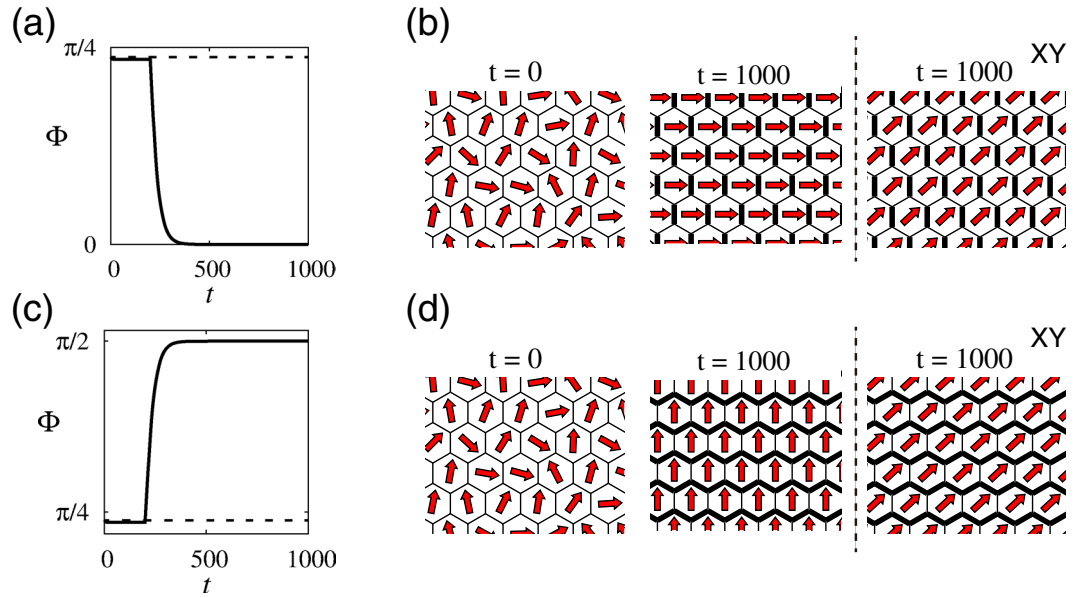 (a)
π/4
Φ
0
0 500 1000
t
(b)
XY
t = 0 t = 1000 t = 1000
(c)
π/2
Φ
π/4
0 500 1000
t
(d)
XY
t = 0 t = 1000 t = 1000